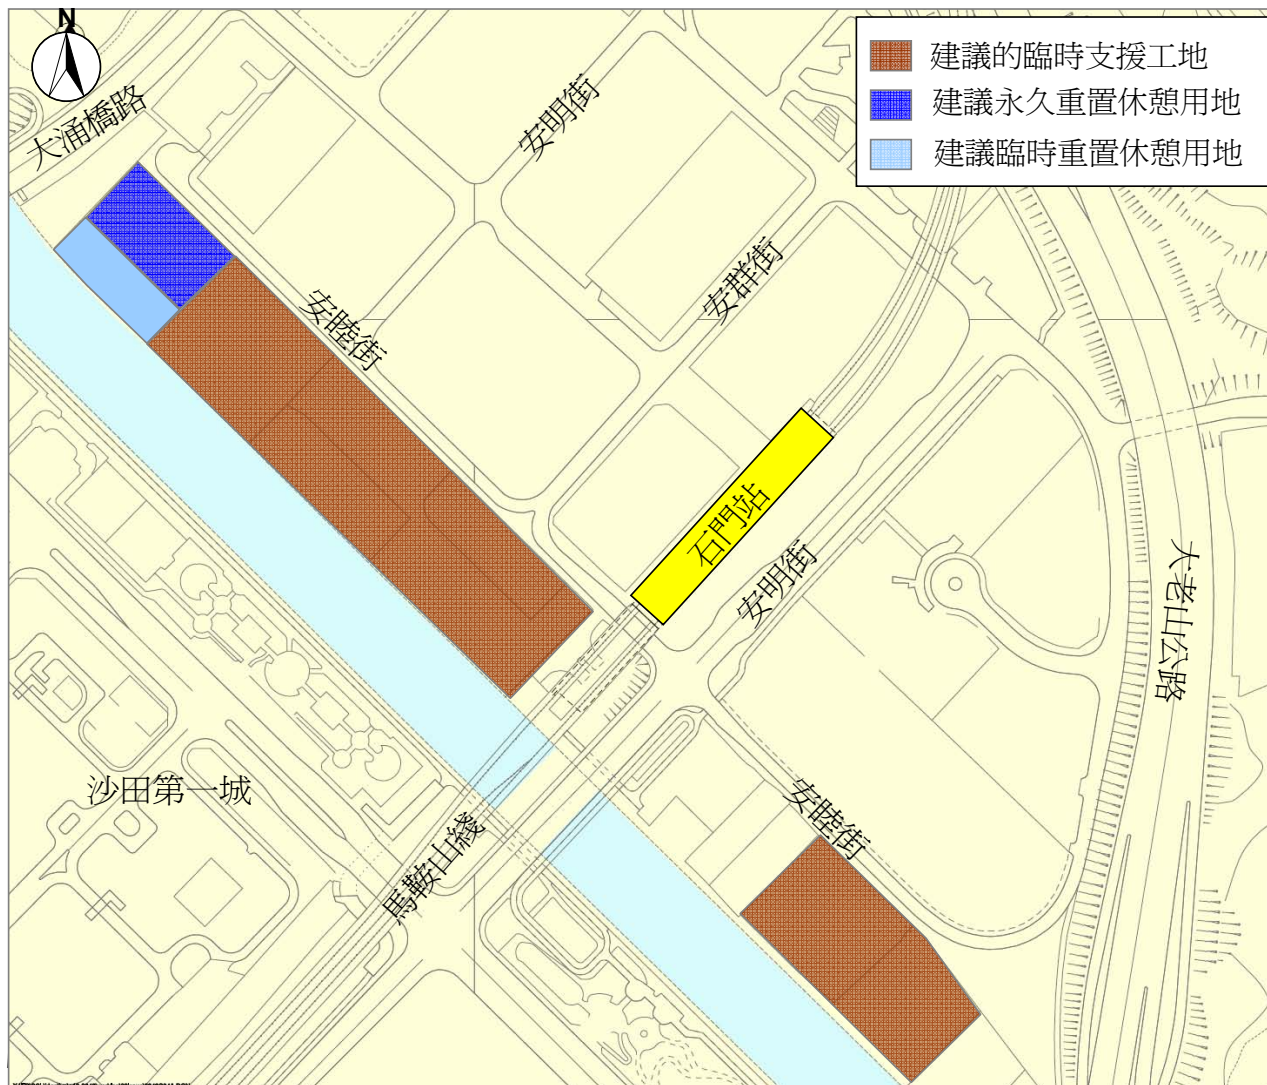 N
建議的臨時支援工地
建議永久重置休憩用地
建議臨時重置休憩用地
大涌橋路
安明街
安群街
安睦街
石門站
安明街
大老山公路
沙田第一城
馬鞍山綫
安睦街